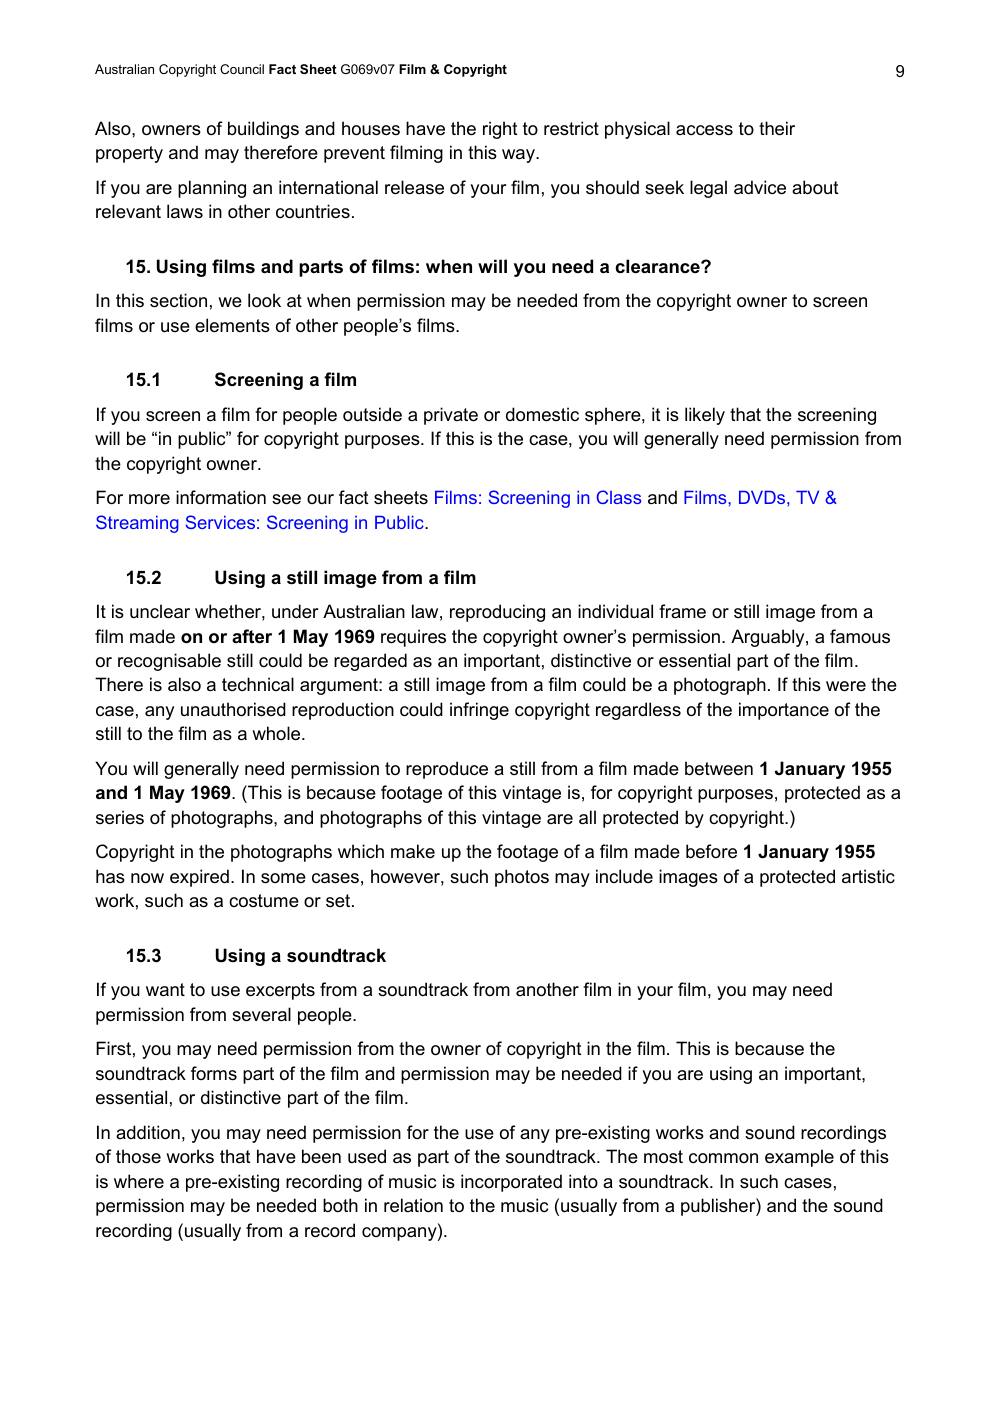 Australian Copyright Council Fact Sheet G069v07 Film & Copyright 9
Also, owners of buildings and houses have the right to restrict physical access to their
property and may therefore prevent filming in this way.
If you are planning an international release of your film, you should seek legal advice about
relevant laws in other countries.
15. Using films and parts of films: when will you need a clearance?
In this section, we look at when permission may be needed from the copyright owner to screen
films or use elements of other people’s films.
15.1 Screening a film
If you screen a film for people outside a private or domestic sphere, it is likely that the screening
will be “in public” for copyright purposes. If this is the case, you will generally need permission from
the copyright owner.
For more information see our fact sheets Films: Screening in Class and Films, DVDs, TV &
Streaming Services: Screening in Public.
15.2 Using a still image from a film
It is unclear whether, under Australian law, reproducing an individual frame or still image from a
film made on or after 1 May 1969 requires the copyright owner’s permission. Arguably, a famous
or recognisable still could be regarded as an important, distinctive or essential part of the film.
There is also a technical argument: a still image from a film could be a photograph. If this were the
case, any unauthorised reproduction could infringe copyright regardless of the importance of the
still to the film as a whole.
You will generally need permission to reproduce a still from a film made between 1 January 1955
and 1 May 1969. (This is because footage of this vintage is, for copyright purposes, protected as a
series of photographs, and photographs of this vintage are all protected by copyright.)
Copyright in the photographs which make up the footage of a film made before 1 January 1955
has now expired. In some cases, however, such photos may include images of a protected artistic
work, such as a costume or set.
15.3 Using a soundtrack
If you want to use excerpts from a soundtrack from another film in your film, you may need
permission from several people.
First, you may need permission from the owner of copyright in the film. This is because the
soundtrack forms part of the film and permission may be needed if you are using an important,
essential, or distinctive part of the film.
In addition, you may need permission for the use of any pre-existing works and sound recordings
of those works that have been used as part of the soundtrack. The most common example of this
is where a pre-existing recording of music is incorporated into a soundtrack. In such cases,
permission may be needed both in relation to the music (usually from a publisher) and the sound
recording (usually from a record company).